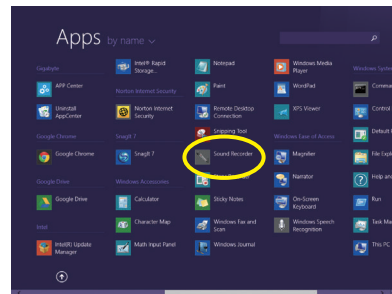 Apps by name
Gigabyte
APP Center
Uninstall
AppCenter
Google Chrome
Google Chrome
Google Drive
Google Drive
Intel
Intel(R) Update
Manager
Intel® Rapid
Storage...
Norton Internet Security
Norton Internet
Security
SnagIt 7
SnagIt 7
Windows Accessories
Calculator
Character Map
Math Input Panel
Notepad
Paint
Remote Desktop
Connection
Snipping Tool
Sound Recorder
Sticky Notes
Windows Fax and
Scan
Windows Journal
Windows Media
Player
WordPad
XPS Viewer
Windows Ease of Access
Magnifier
Narrator
On-Screen
Keyboard
Windows Speech
Recognition
Windows System
Comma
Control
Default
File Expl
Help an
Run
Task Ma
This PC